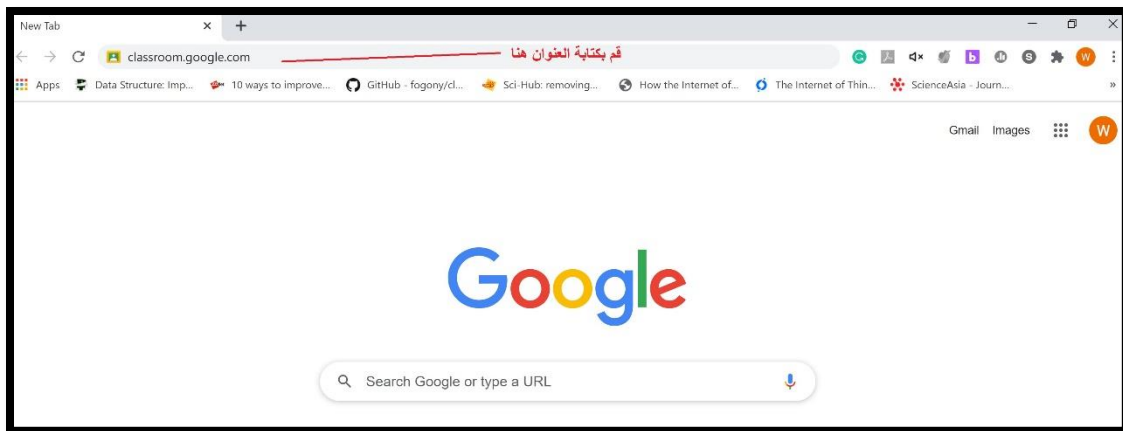 New Tab
classroom.google.com قم بكتابة العنوان هنا
Apps Data Structure: Imp... 10 ways to improve... GitHub - fogony/cl... Sci-Hub: removing... How the Internet of... The Internet of Thin... ScienceAsia - Journ... »
Gmail Images W
Google
Search Google or type a URL